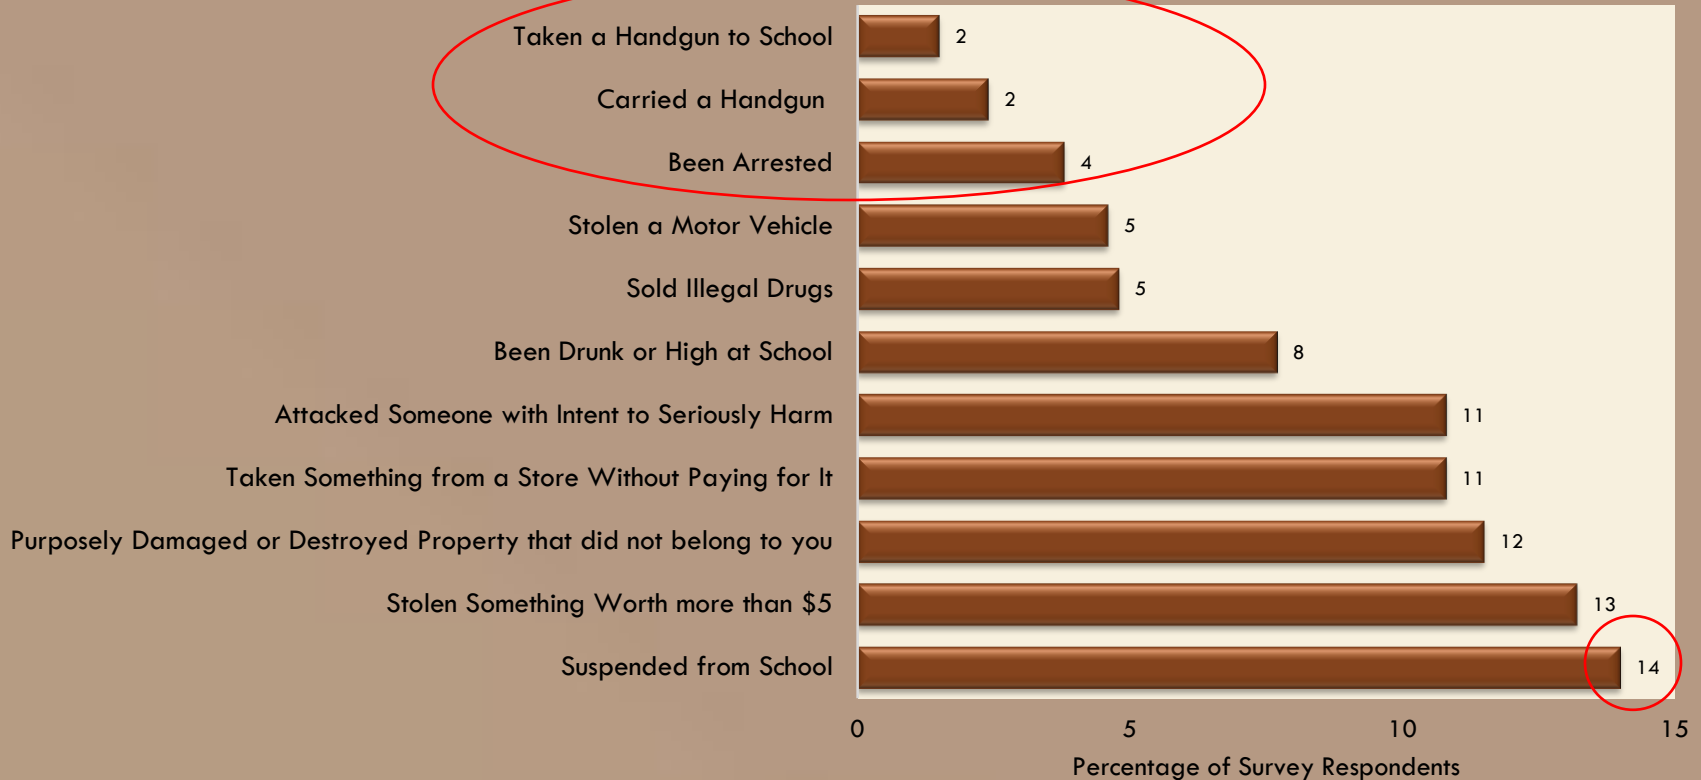 Taken a Handgun to School 2
Carried a Handgun 2
Been Arrested 4
Stolen a Motor Vehicle 5
Sold Illegal Drugs 5
Been Drunk or High at School 8
Attacked Someone with Intent to Seriously Harm 11
Taken Something from a Store Without Paying for It 11
Purposely Damaged or Destroyed Property that did not belong to you 12
Stolen Something Worth more than $5 13
Suspended from School 14
0 5 10 15
Percentage of Survey Respondents